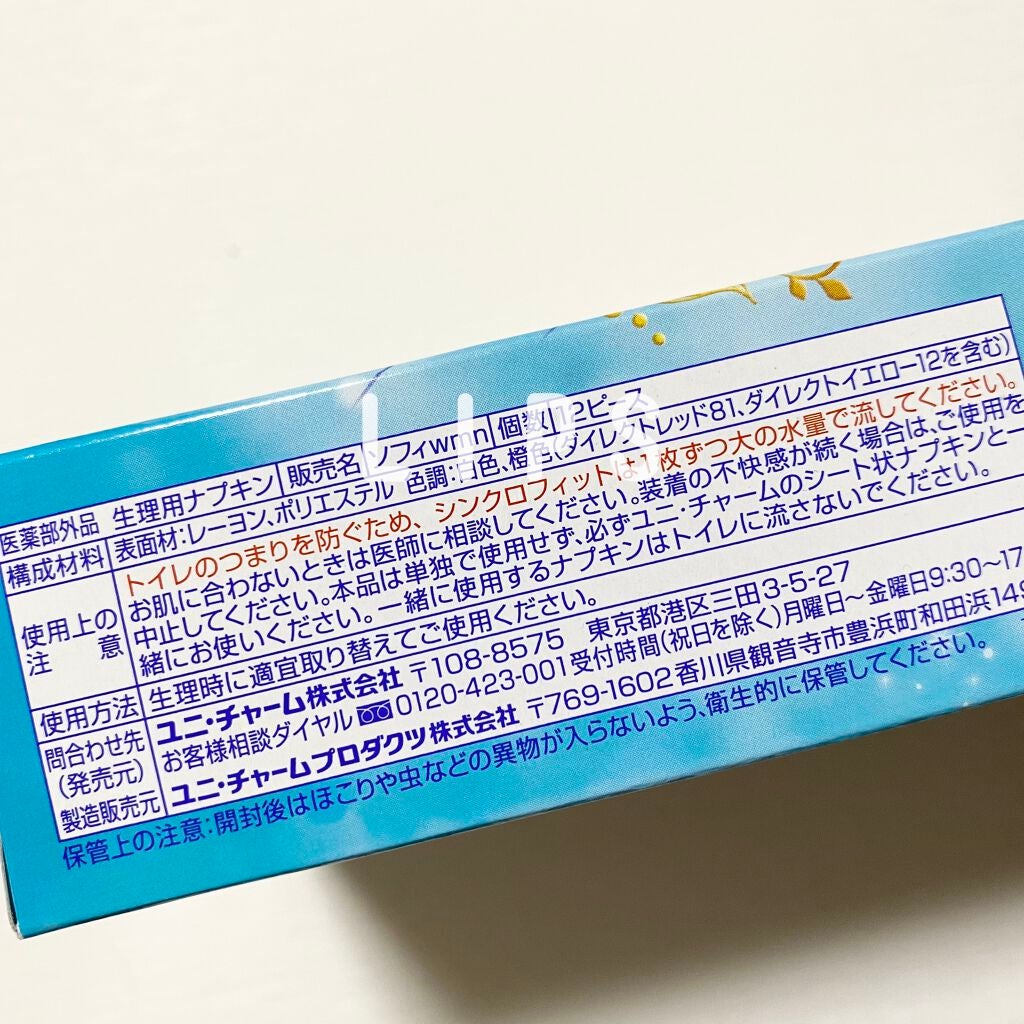 医薬部外品 生理用ナプキン 販売名 ソフィwmn 個数 12ピース
構成材料 表面材:レーヨン、ポリエステル 色調:白色、橙色(ダイレクトレッド81、ダイレクトイエロー12を含む)
使用上の注意 トイレのつまりを防ぐため、シンクロフィットは1枚ずつ大の水量で流してください。
お肌に合わないときは医師に相談してください。装着の不快感が続く場合は、ご使用を
中止してください。本品は単独で使用せず、必ずユニ・チャームのシート状ナプキンと一
緒にお使いください。一緒に使用するナプキンはトイレに流さないでください。
使用方法 生理時に適宜取り替えてご使用ください。
問合わせ先(発売元) ユニ・チャーム株式会社 〒108-8575 東京都港区三田3-5-27
お客様相談ダイヤル 0120-423-001 受付時間(祝日を除く)月曜日~金曜日9:30~17
製造販売元 ユニ・チャームプロダクツ株式会社 〒769-1602 香川県観音寺市豊浜町和田浜149
保管上の注意:開封後はほこりや虫などの異物が入らないよう、衛生的に保管してください。
LIPS